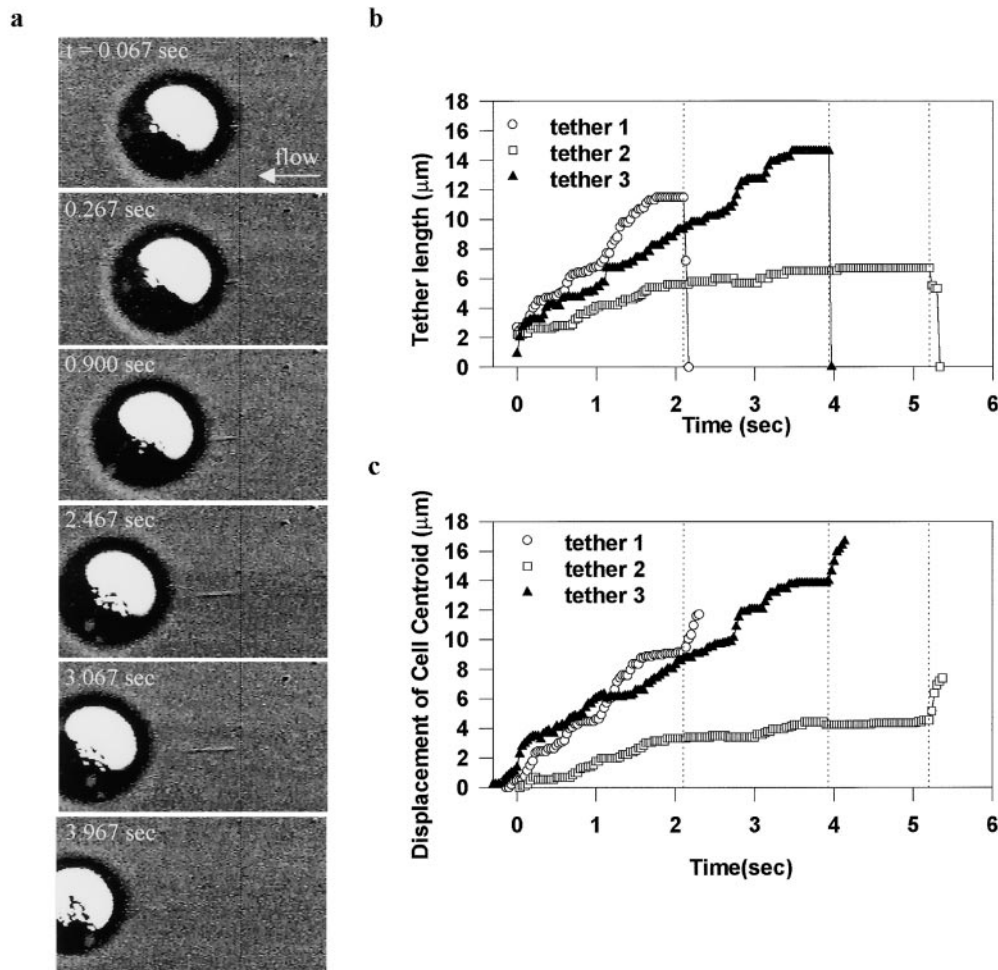 a
t = 0.067 sec
flow
0.267 sec
0.900 sec
2.467 sec
3.067 sec
3.967 sec
b
18
16
14
12
10
8
6
4
2
0
Tether length (μm)
tether 1
tether 2
tether 3
0 1 2 3 4 5 6
Time (sec)
c
18
16
14
12
10
8
6
4
2
0
Displacement of Cell Centroid (μm)
tether 1
tether 2
tether 3
0 1 2 3 4 5 6
Time(sec)